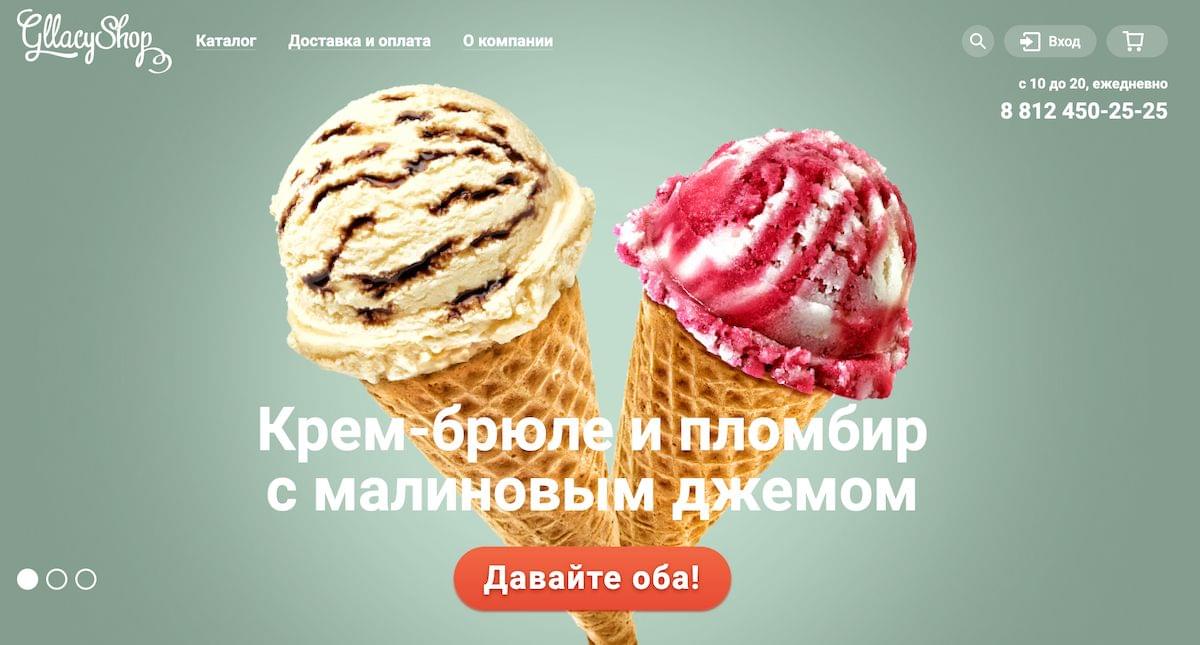 GllacyShop
Каталог
Доставка и оплата
О компании
Вход
с 10 до 20, ежедневно
8 812 450-25-25
Крем-брюле и пломбир
с малиновым джемом
Давайте оба!